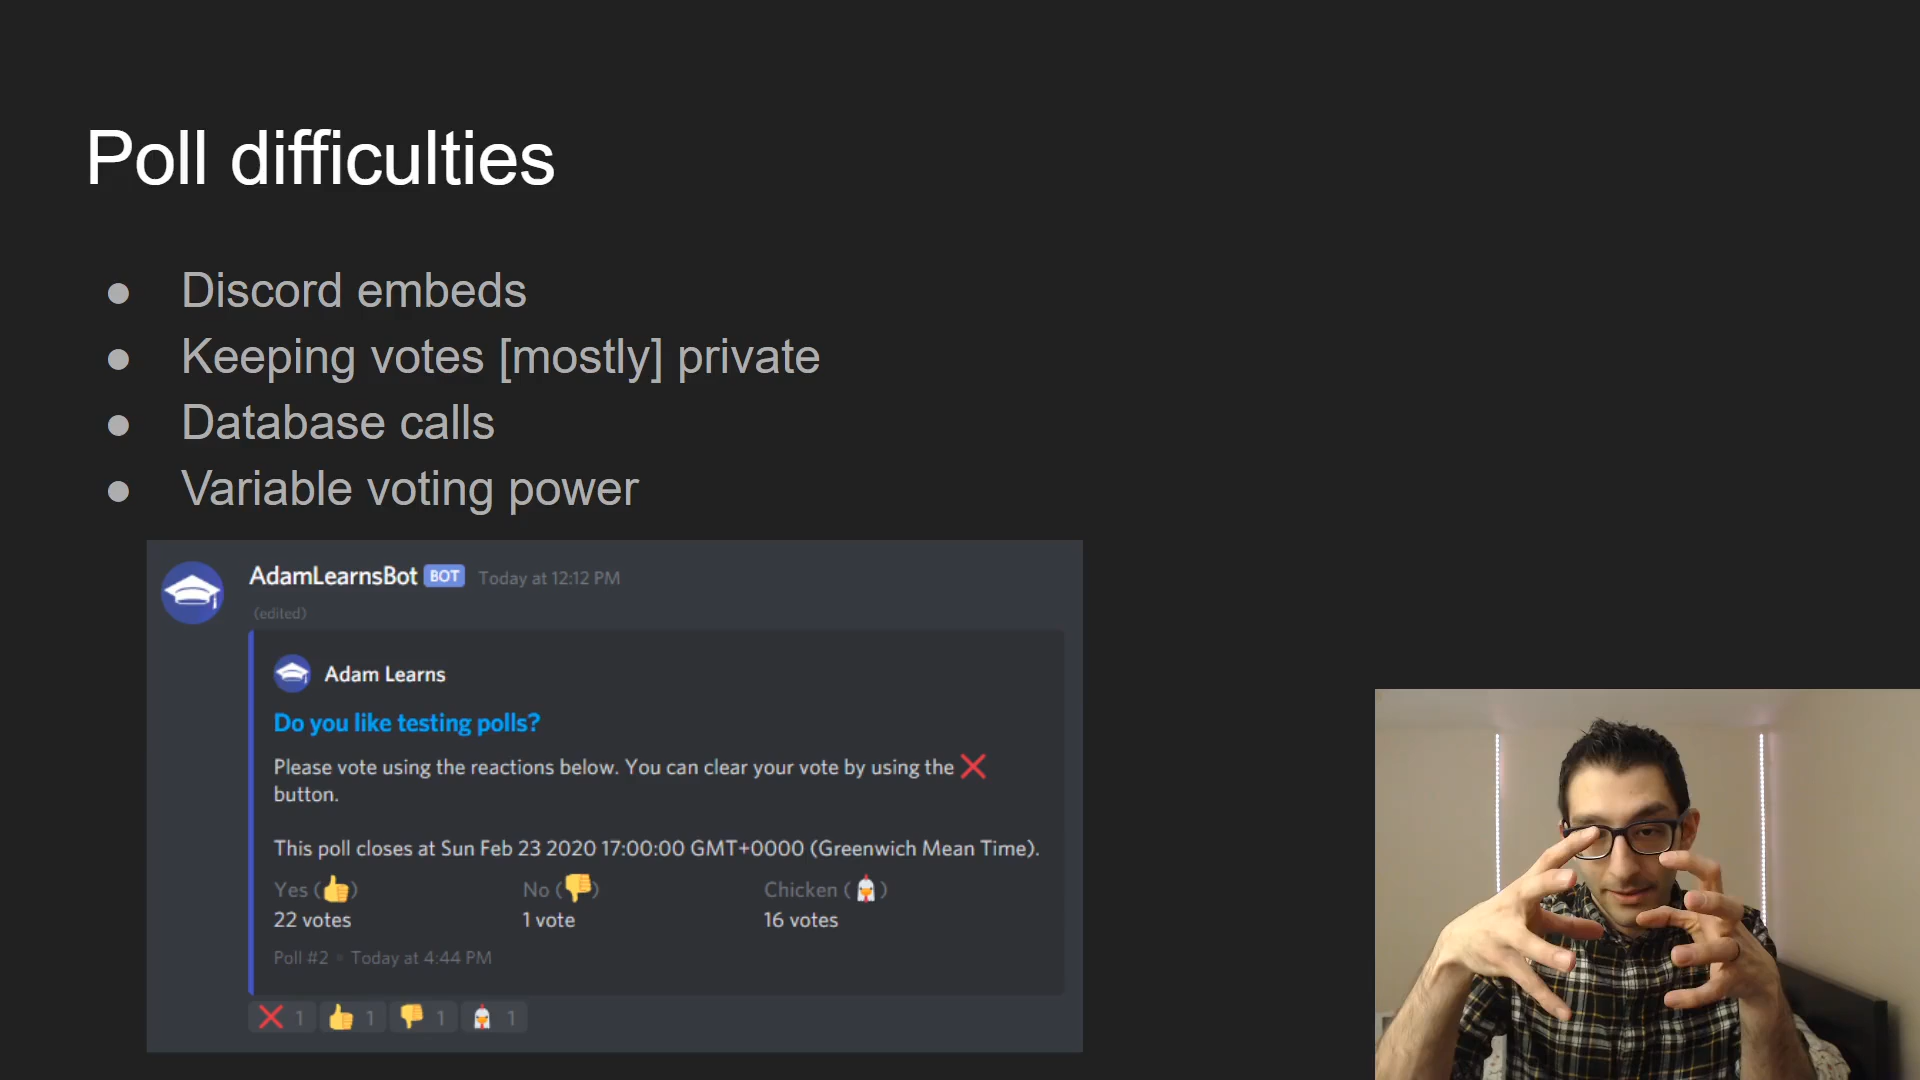 Poll difficulties
● Discord embeds
● Keeping votes [mostly] private
● Database calls
● Variable voting power
AdamLearnsBot BOT Today at 12:12 PM
(edited)
Adam Learns
Do you like testing polls?
Please vote using the reactions below. You can clear your vote by using the ❌
button.
This poll closes at Sun Feb 23 2020 17:00:00 GMT+0000 (Greenwich Mean Time).
Yes (👍) No (👎) Chicken (🐔)
22 votes 1 vote 16 votes
Poll #2 • Today at 4:44 PM
❌ 1 👍 1 👎 1 🐔 1